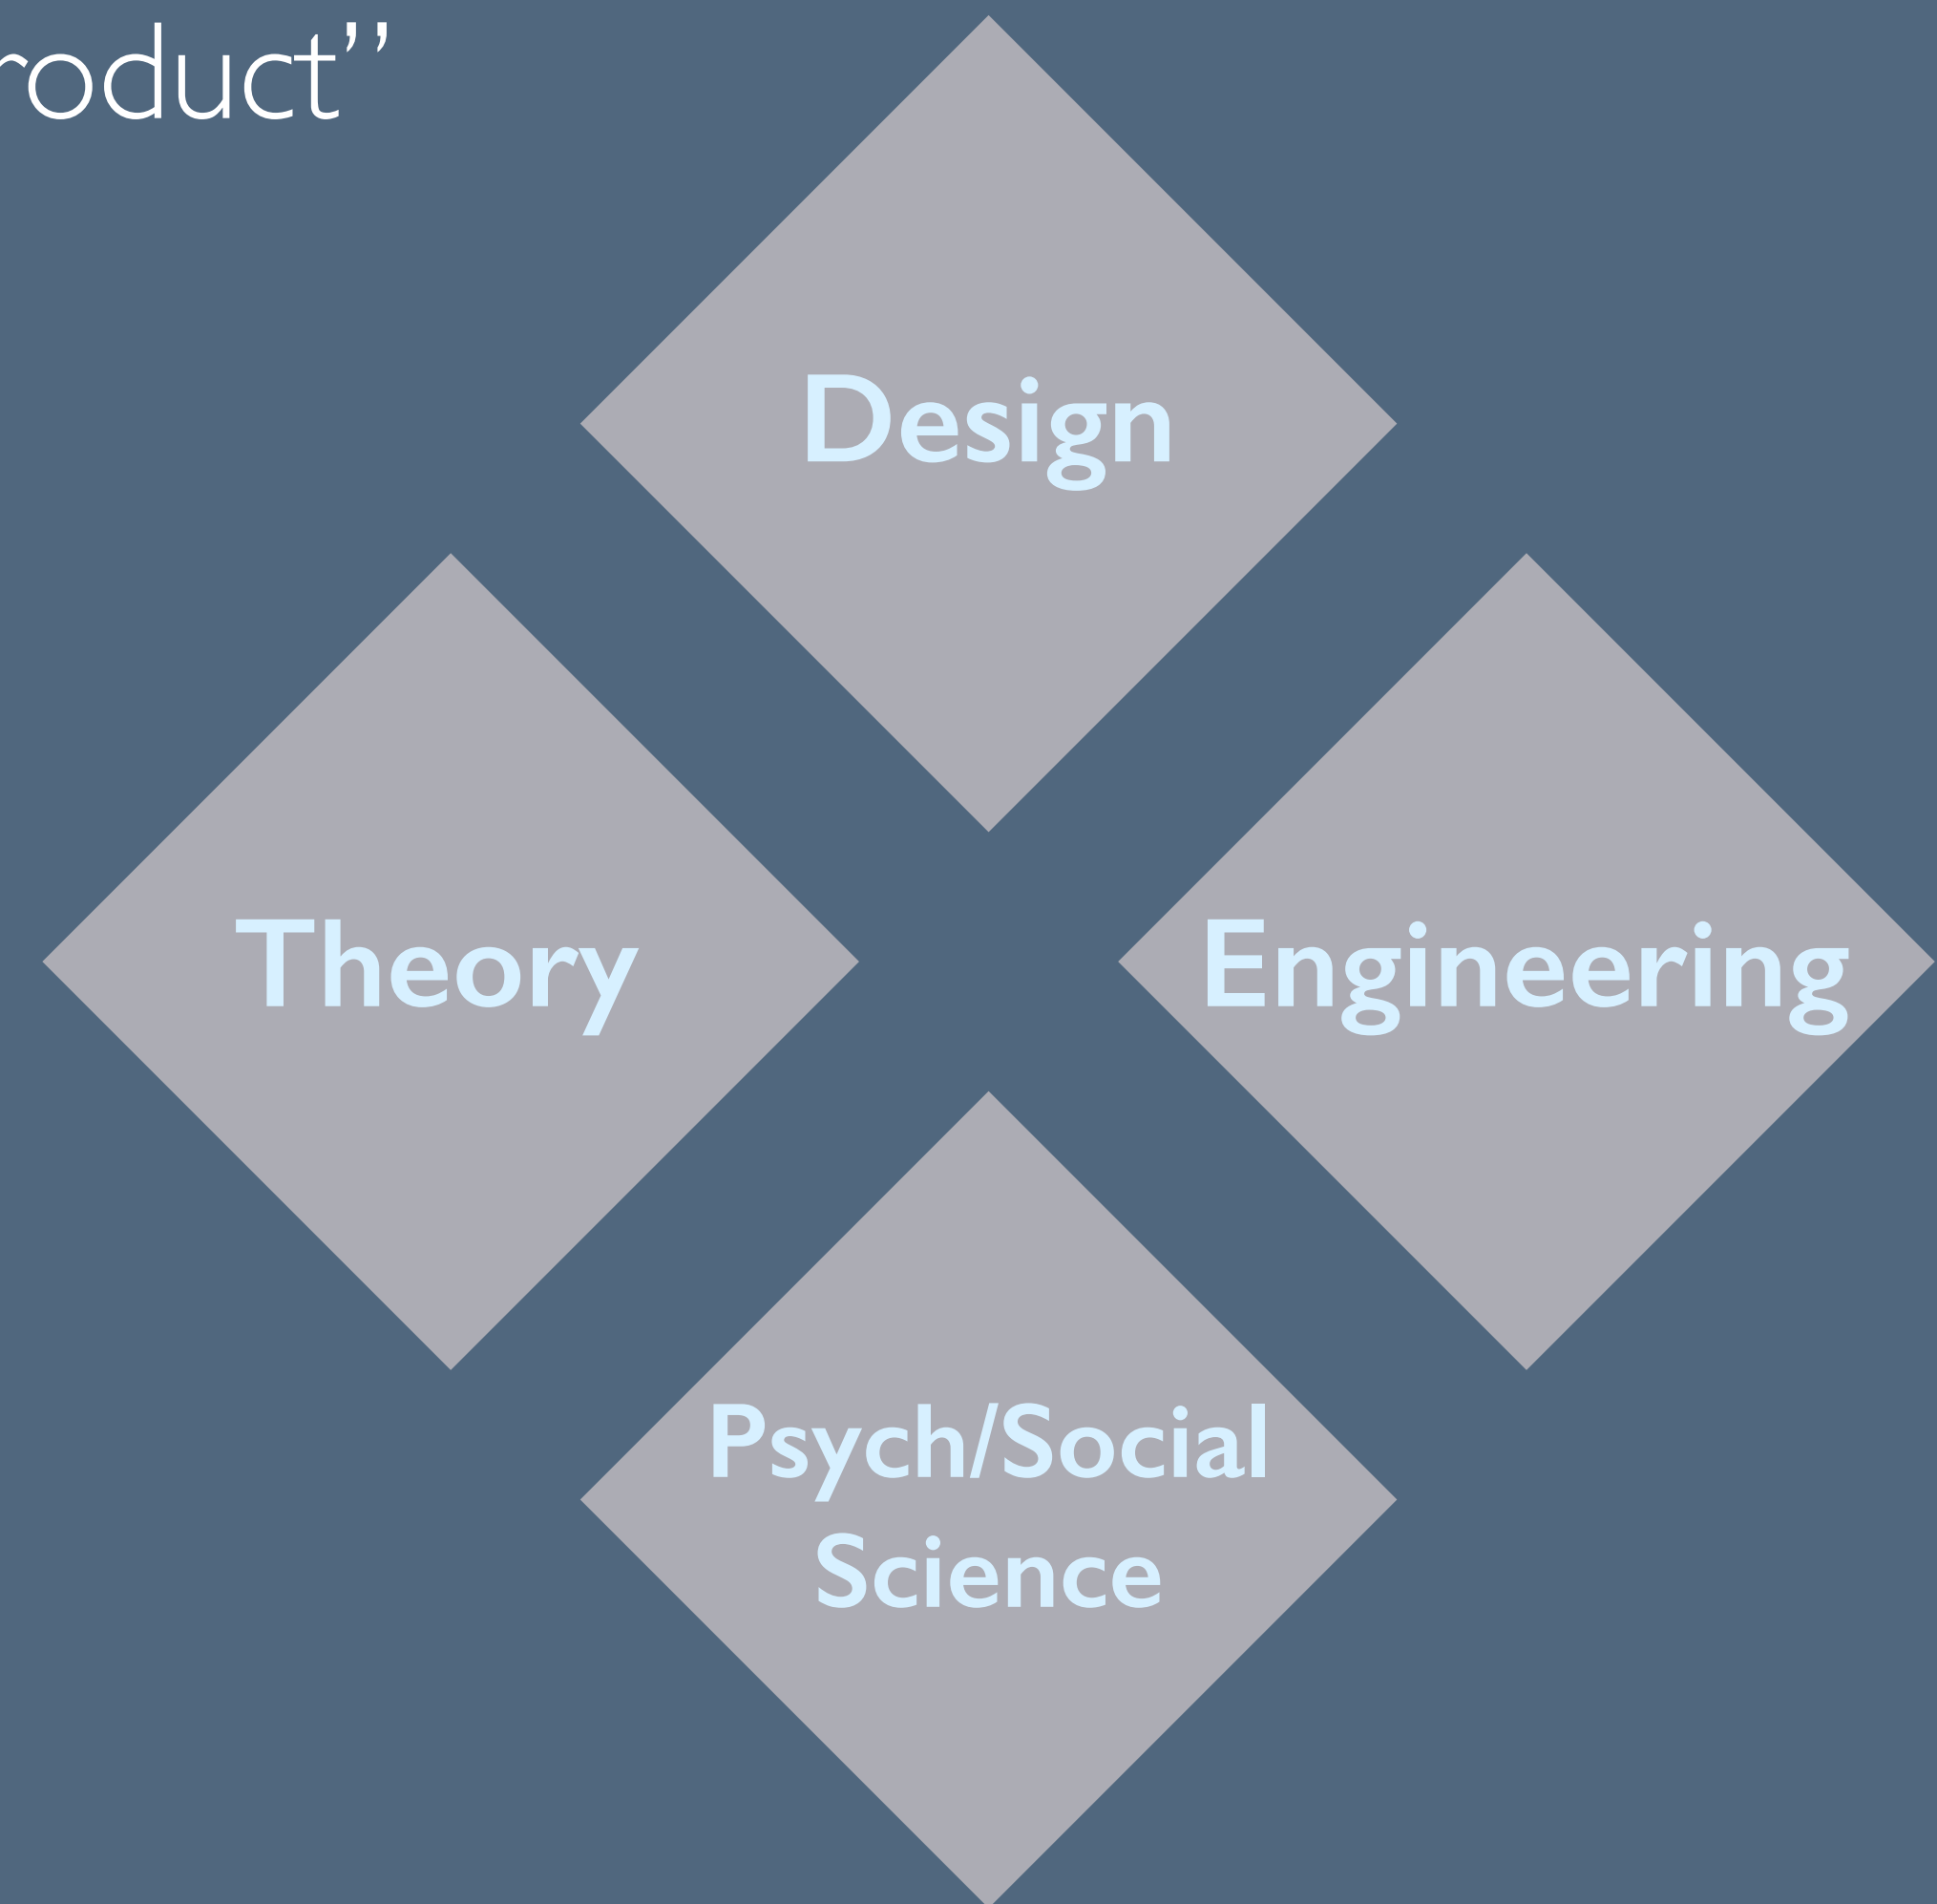 roduct”
Design
Theory
Engineering
Psych/Social
Science